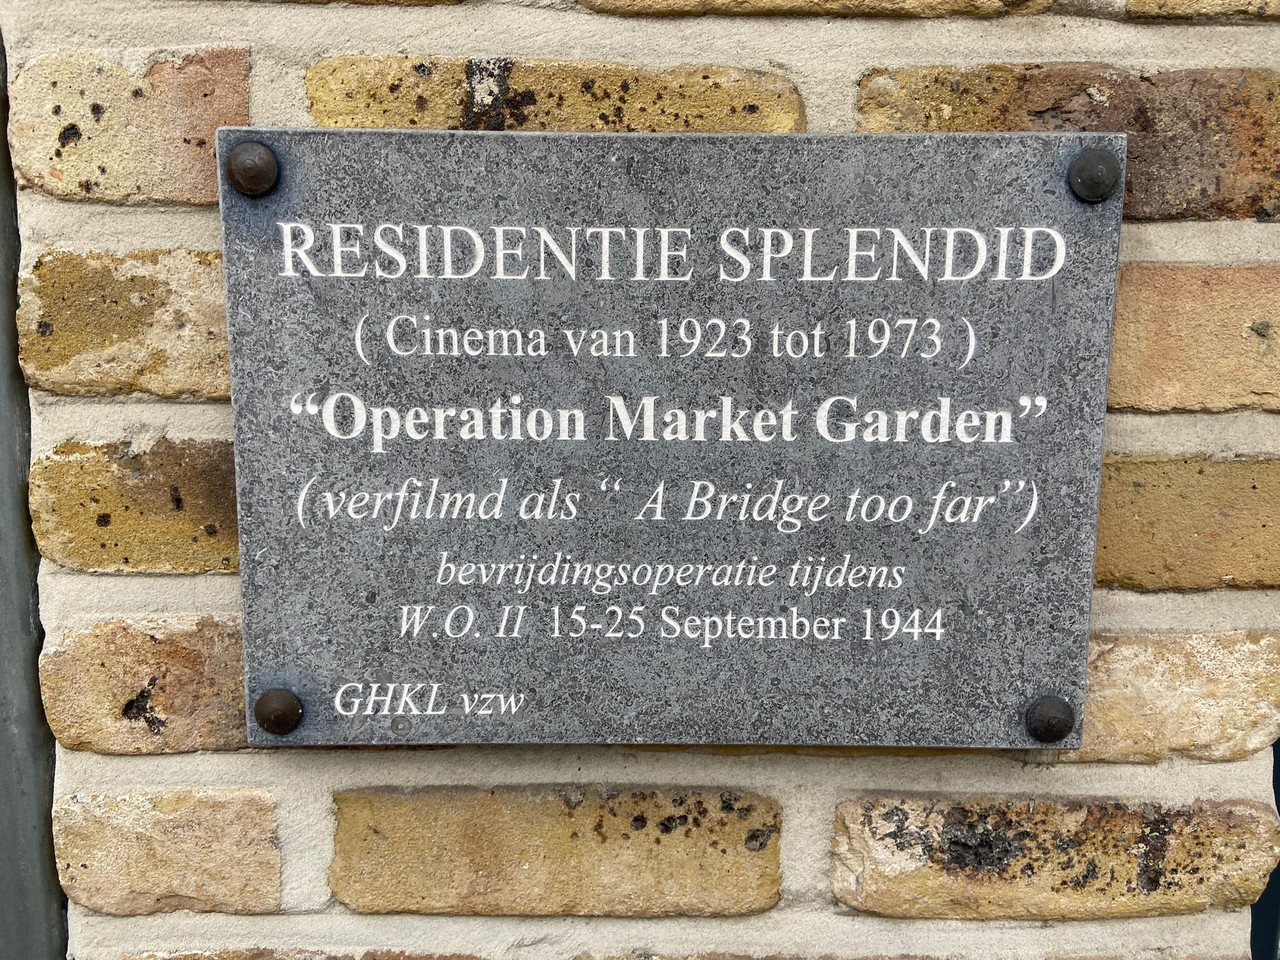 RESIDENTIE SPLENDID
( Cinema van 1923 tot 1973 )
“Operation Market Garden”
(verfilmd als “ A Bridge too far”)
bevrijdingsoperatie tijdens
W.O. II 15-25 September 1944
GHKL vzw